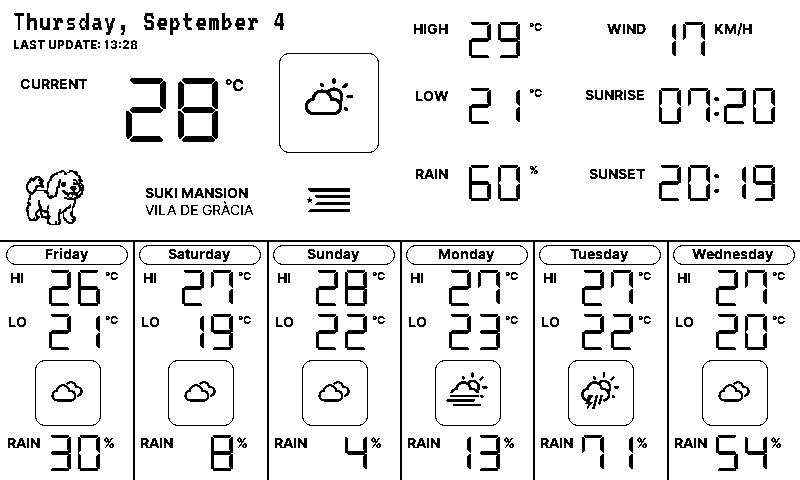 Thursday, September 4
LAST UPDATE: 13:28
CURRENT 28 °C
SUKI MANSION
VILA DE GRÀCIA
HIGH 29 °C
LOW 21 °C
RAIN 60 %
WIND 17 KM/H
SUNRISE 07:20
SUNSET 20:19
Friday
HI 26 °C
LO 21 °C
RAIN 30 %
Saturday
HI 27 °C
LO 19 °C
RAIN 8 %
Sunday
HI 28 °C
LO 22 °C
RAIN 4 %
Monday
HI 27 °C
LO 23 °C
RAIN 13 %
Tuesday
HI 27 °C
LO 22 °C
RAIN 71 %
Wednesday
HI 27 °C
LO 20 °C
RAIN 54 %